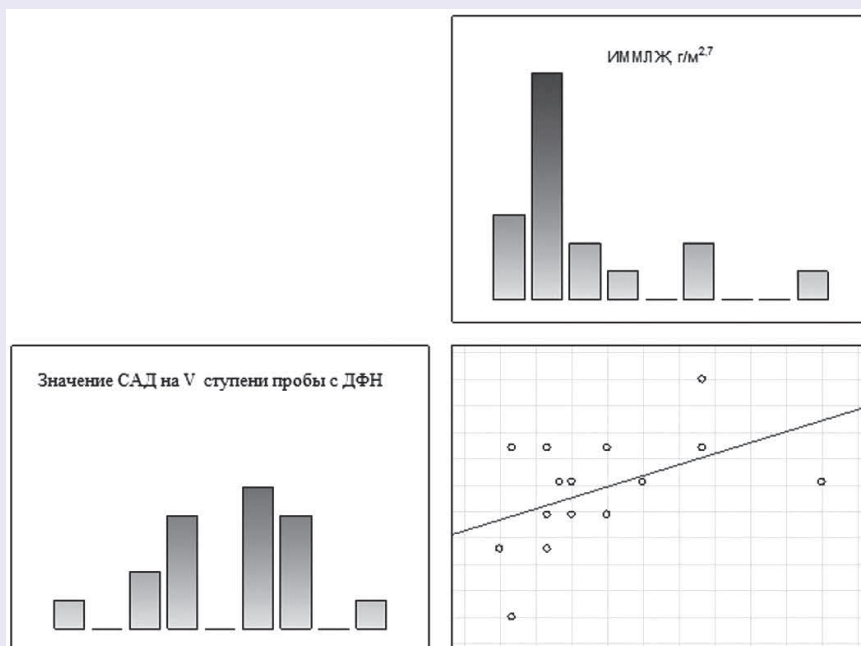 ИММЛЖ, г/м2,7
Значение САД на V ступени пробы с ДФН